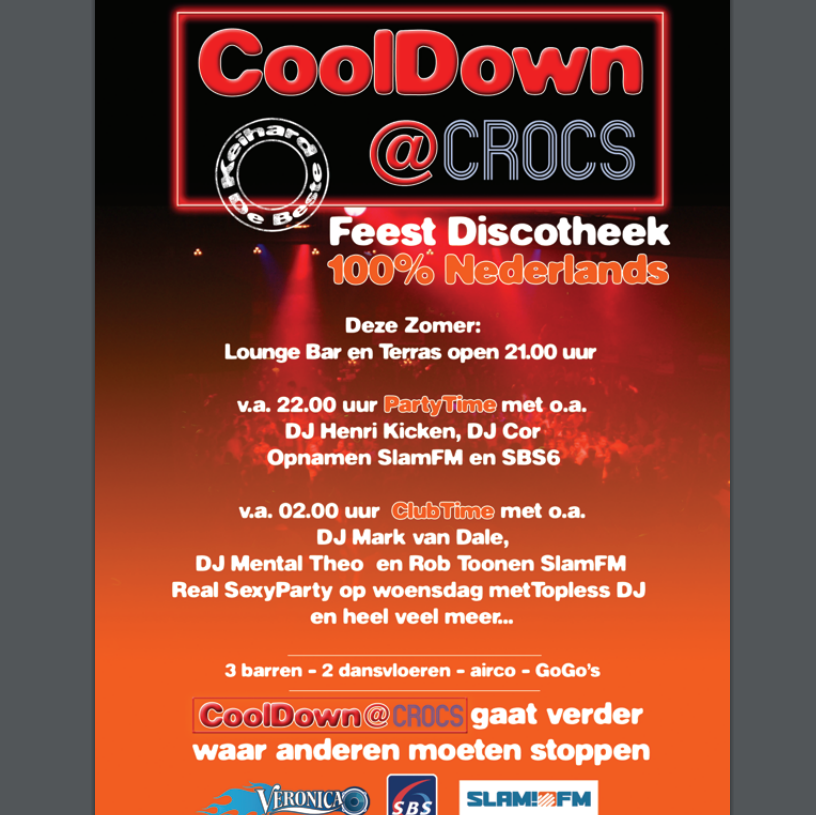 CoolDown
@CROCS
Keihard e
De Beste
Feest Discotheek
100% Nederlands
Deze Zomer:
Lounge Bar en Terras open 21.00 uur
v.a. 22.00 uur PartyTime met o.a.
DJ Henri Kicken, DJ Cor
Opnamen SlamFM en SBS6
v.a. 02.00 uur ClubTime met o.a.
DJ Mark van Dale,
DJ Mental Theo en Rob Toonen SlamFM
Real SexyParty op woensdag metTopless DJ
en heel veel meer...
3 barren - 2 dansvloeren - airco - GoGo's
CoolDown@CROCS gaat verder
waar anderen moeten stoppen
VERONICA SBS SLAM!FM